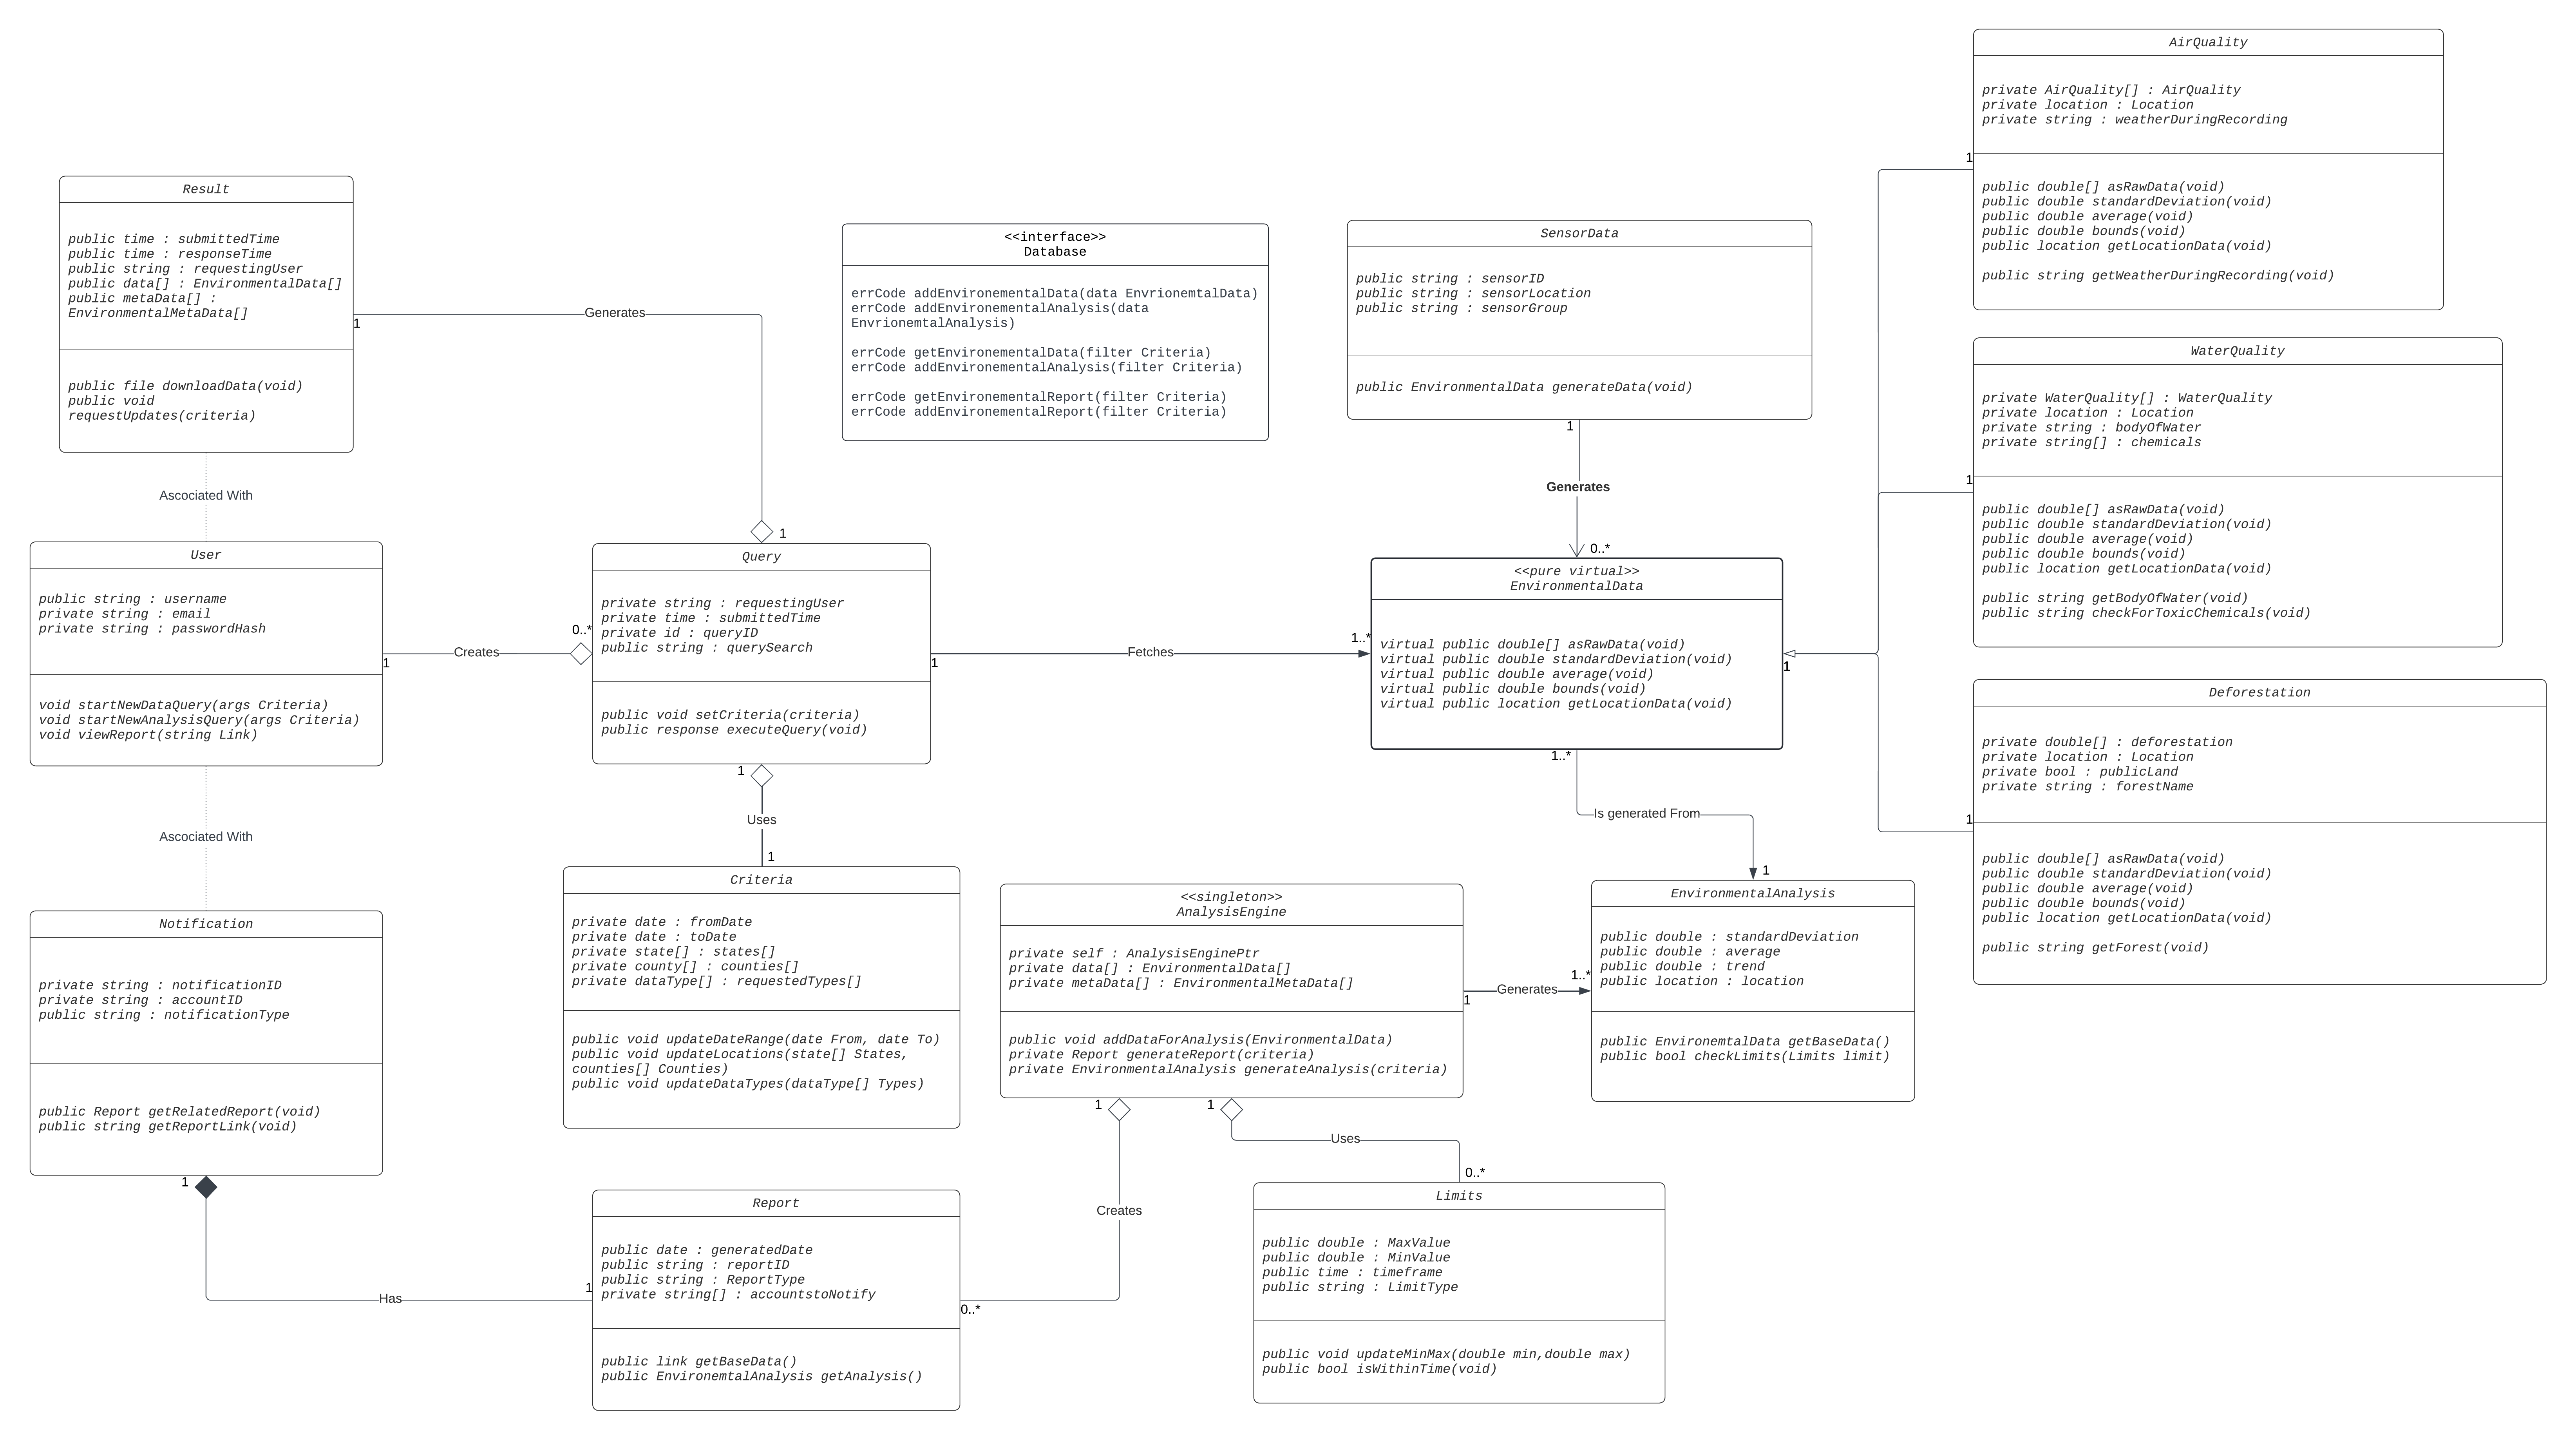 AirQuality
private AirQuality[] : AirQuality
private location : Location
private string : weatherDuringRecording
1
public double[] asRawData(void)
public double standardDeviation(void)
public double average(void)
public double bounds(void)
public location getLocationData(void)
public string getWeatherDuringRecording(void)
Result
public time : submittedTime
public time : responseTime
public string : requestingUser
public data[] : EnvironmentalData[]
public metaData[] :
EnvironmentalMetaData[]
public file downloadData(void)
public void
requestUpdates(criteria)
1
Generates
1
<<interface>>
Database
errCode addEnvironementalData(data EnvrionemtalData)
errCode addEnvironementalAnalysis(data
EnvrionemtalAnalysis)
errCode getEnvironementalData(filter Criteria)
errCode addEnvironementalAnalysis(filter Criteria)
errCode getEnvironementalReport(filter Criteria)
errCode addEnvironementalReport(filter Criteria)
SensorData
public string : sensorID
public string : sensorLocation
public string : sensorGroup
public EnvironmentalData generateData(void)
1
Generates
0..*
WaterQuality
private WaterQuality[] : WaterQuality
private location : Location
private string : bodyOfWater
private string[] : chemicals
1
public double[] asRawData(void)
public double standardDeviation(void)
public double average(void)
public double bounds(void)
public location getLocationData(void)
public string getBodyOfWater(void)
public string checkForToxicChemicals(void)
Ascociated With
User
public string : username
private string : email
private string : passwordHash
void startNewDataQuery(args Criteria)
void startNewAnalysisQuery(args Criteria)
void viewReport(string Link)
1
Creates
0..*
Query
private string : requestingUser
private time : submittedTime
private id : queryID
public string : querySearch
public void setCriteria(criteria)
public response executeQuery(void)
1
Fetches
1..*
<<pure virtual>>
EnvironmentalData
virtual public double[] asRawData(void)
virtual public double standardDeviation(void)
virtual public double average(void)
virtual public double bounds(void)
virtual public location getLocationData(void)
1
Deforestation
private double[] : deforestation
private location : Location
private bool : publicLand
private string : forestName
1
public double[] asRawData(void)
public double standardDeviation(void)
public double average(void)
public double bounds(void)
public location getLocationData(void)
public string getForest(void)
1
Uses
1
1..*
Is generated From
1
Ascociated With
Notification
private string : notificationID
private string : accountID
public string : notificationType
public Report getRelatedReport(void)
public string getReportLink(void)
1
Has
1
Criteria
private date : fromDate
private date : toDate
private state[] : states[]
private county[] : counties[]
private dataType[] : requestedTypes[]
public void updateDateRange(date From, date To)
public void updateLocations(state[] States,
counties[] Counties)
public void updateDataTypes(dataType[] Types)
<<singleton>>
AnalysisEngine
private self : AnalysisEnginePtr
private data[] : EnvironmentalData[]
private metaData[] : EnvironmentalMetaData[]
public void addDataForAnalysis(EnvironmentalData)
private Report generateReport(criteria)
private EnvironmentalAnalysis generateAnalysis(criteria)
1
Generates
1..*
EnvironmentalAnalysis
public double : standardDeviation
public double : average
public double : trend
public location : location
public EnvironemtalData getBaseData()
public bool checkLimits(Limits limit)
1
Creates
0..*
1
Uses
0..*
Report
public date : generatedDate
public string : reportID
public string : ReportType
private string[] : accountstoNotify
public link getBaseData()
public EnvironemtalAnalysis getAnalysis()
Limits
public double : MaxValue
public double : MinValue
public time : timeframe
public string : LimitType
public void updateMinMax(double min,double max)
public bool isWithinTime(void)